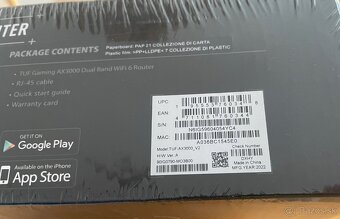 UTER
+
PACKAGE CONTENTS
Paperboard: PAP 21 COLLEZIONE DI CARTA
Plastic film: >PP+LLDPE< 7 COLLEZIONE DI PLASTIC
TUF Gaming AX3000 Dual Band WiFi 6 Router
RJ-45 cable
Quick start guide
Warranty card
GET IT ON
Google Play
Available on the iPhone
App Store
UPC:
EAN:
S/N:
MAC:
Model: TUF-AX3000_V2
H/W Ver.:A
Check Number
DXHY
Made in China
MFG YEAR 2022